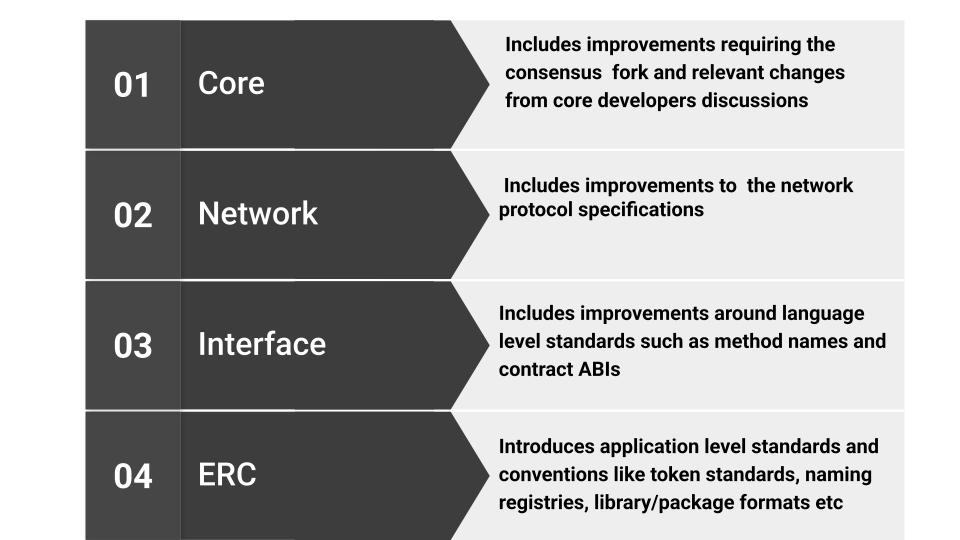 01
Core
Includes improvements requiring the
consensus  fork and relevant changes
from core developers discussions
02
Network
Includes improvements to  the network
protocol specifications
03
Interface
Includes improvements around language
level standards such as method names and
contract ABIs
04
ERC
Introduces application level standards and
conventions like token standards, naming
registries, library/package formats etc